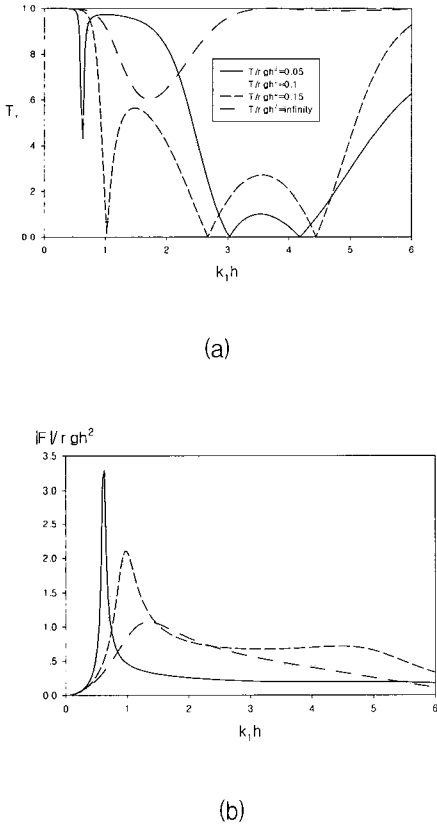 1.0
.8
.6
.4
.2
0.0
Tr
T/r gh²=0.05
T/r gh²=0.1
T/r gh²=0.15
T/r gh²=infinity
0 1 2 3 4 5 6
k₁h
(a)
|F|/r gh²
3.5
3.0
2.5
2.0
1.5
1.0
.5
0.0
0 1 2 3 4 5 6
k₁h
(b)